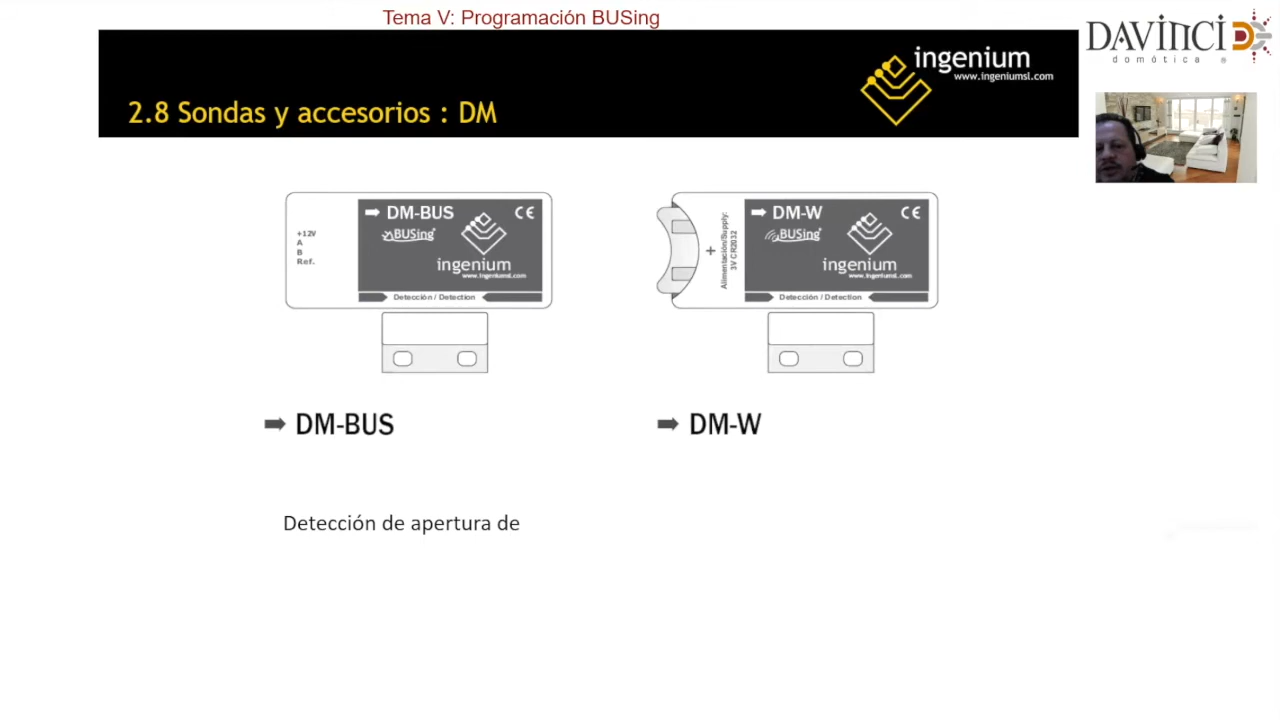 Tema V: Programación BUSing
DAVINCI
domótica ®
ingenium
www.ingeniumsl.com
2.8 Sondas y accesorios : DM
+12V
A
B
Ref.
DM-BUS
CE
BUSing
ingenium
www.ingeniumsl.com
Detección / Detection
+
Alimentación/Supply:
3V CR2032
DM-W
CE
BUSing
ingenium
www.ingeniumsl.com
Detección / Detection
DM-BUS
DM-W
Detección de apertura de